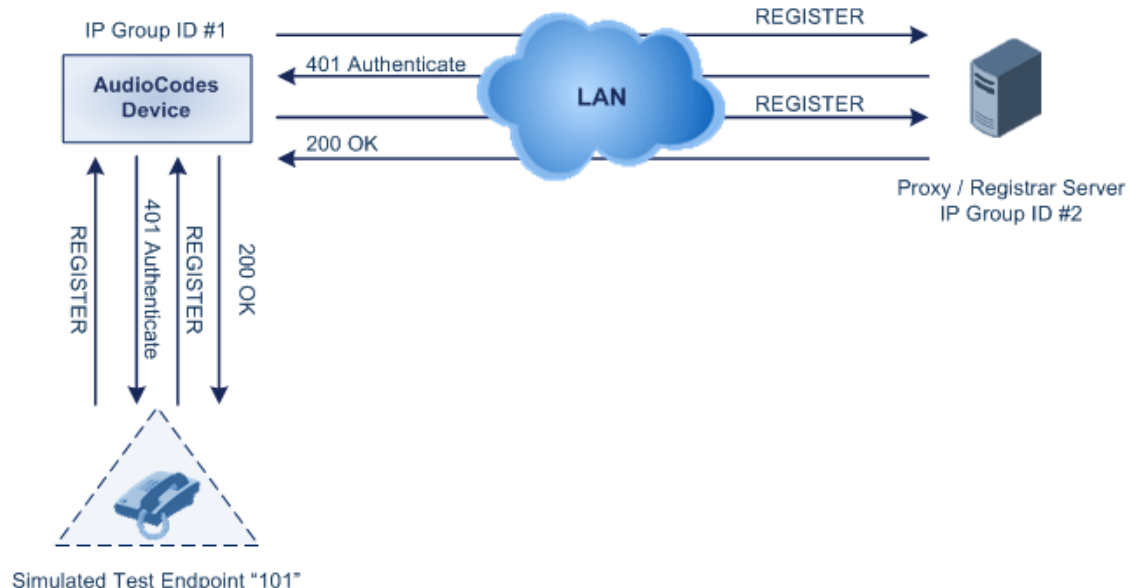 IP Group ID #1
REGISTER
401 Authenticate
AudioCodes
Device
LAN
REGISTER
200 OK
Proxy / Registrar Server
IP Group ID #2
REGISTER
401 Authenticate
REGISTER
200 OK
Simulated Test Endpoint "101"